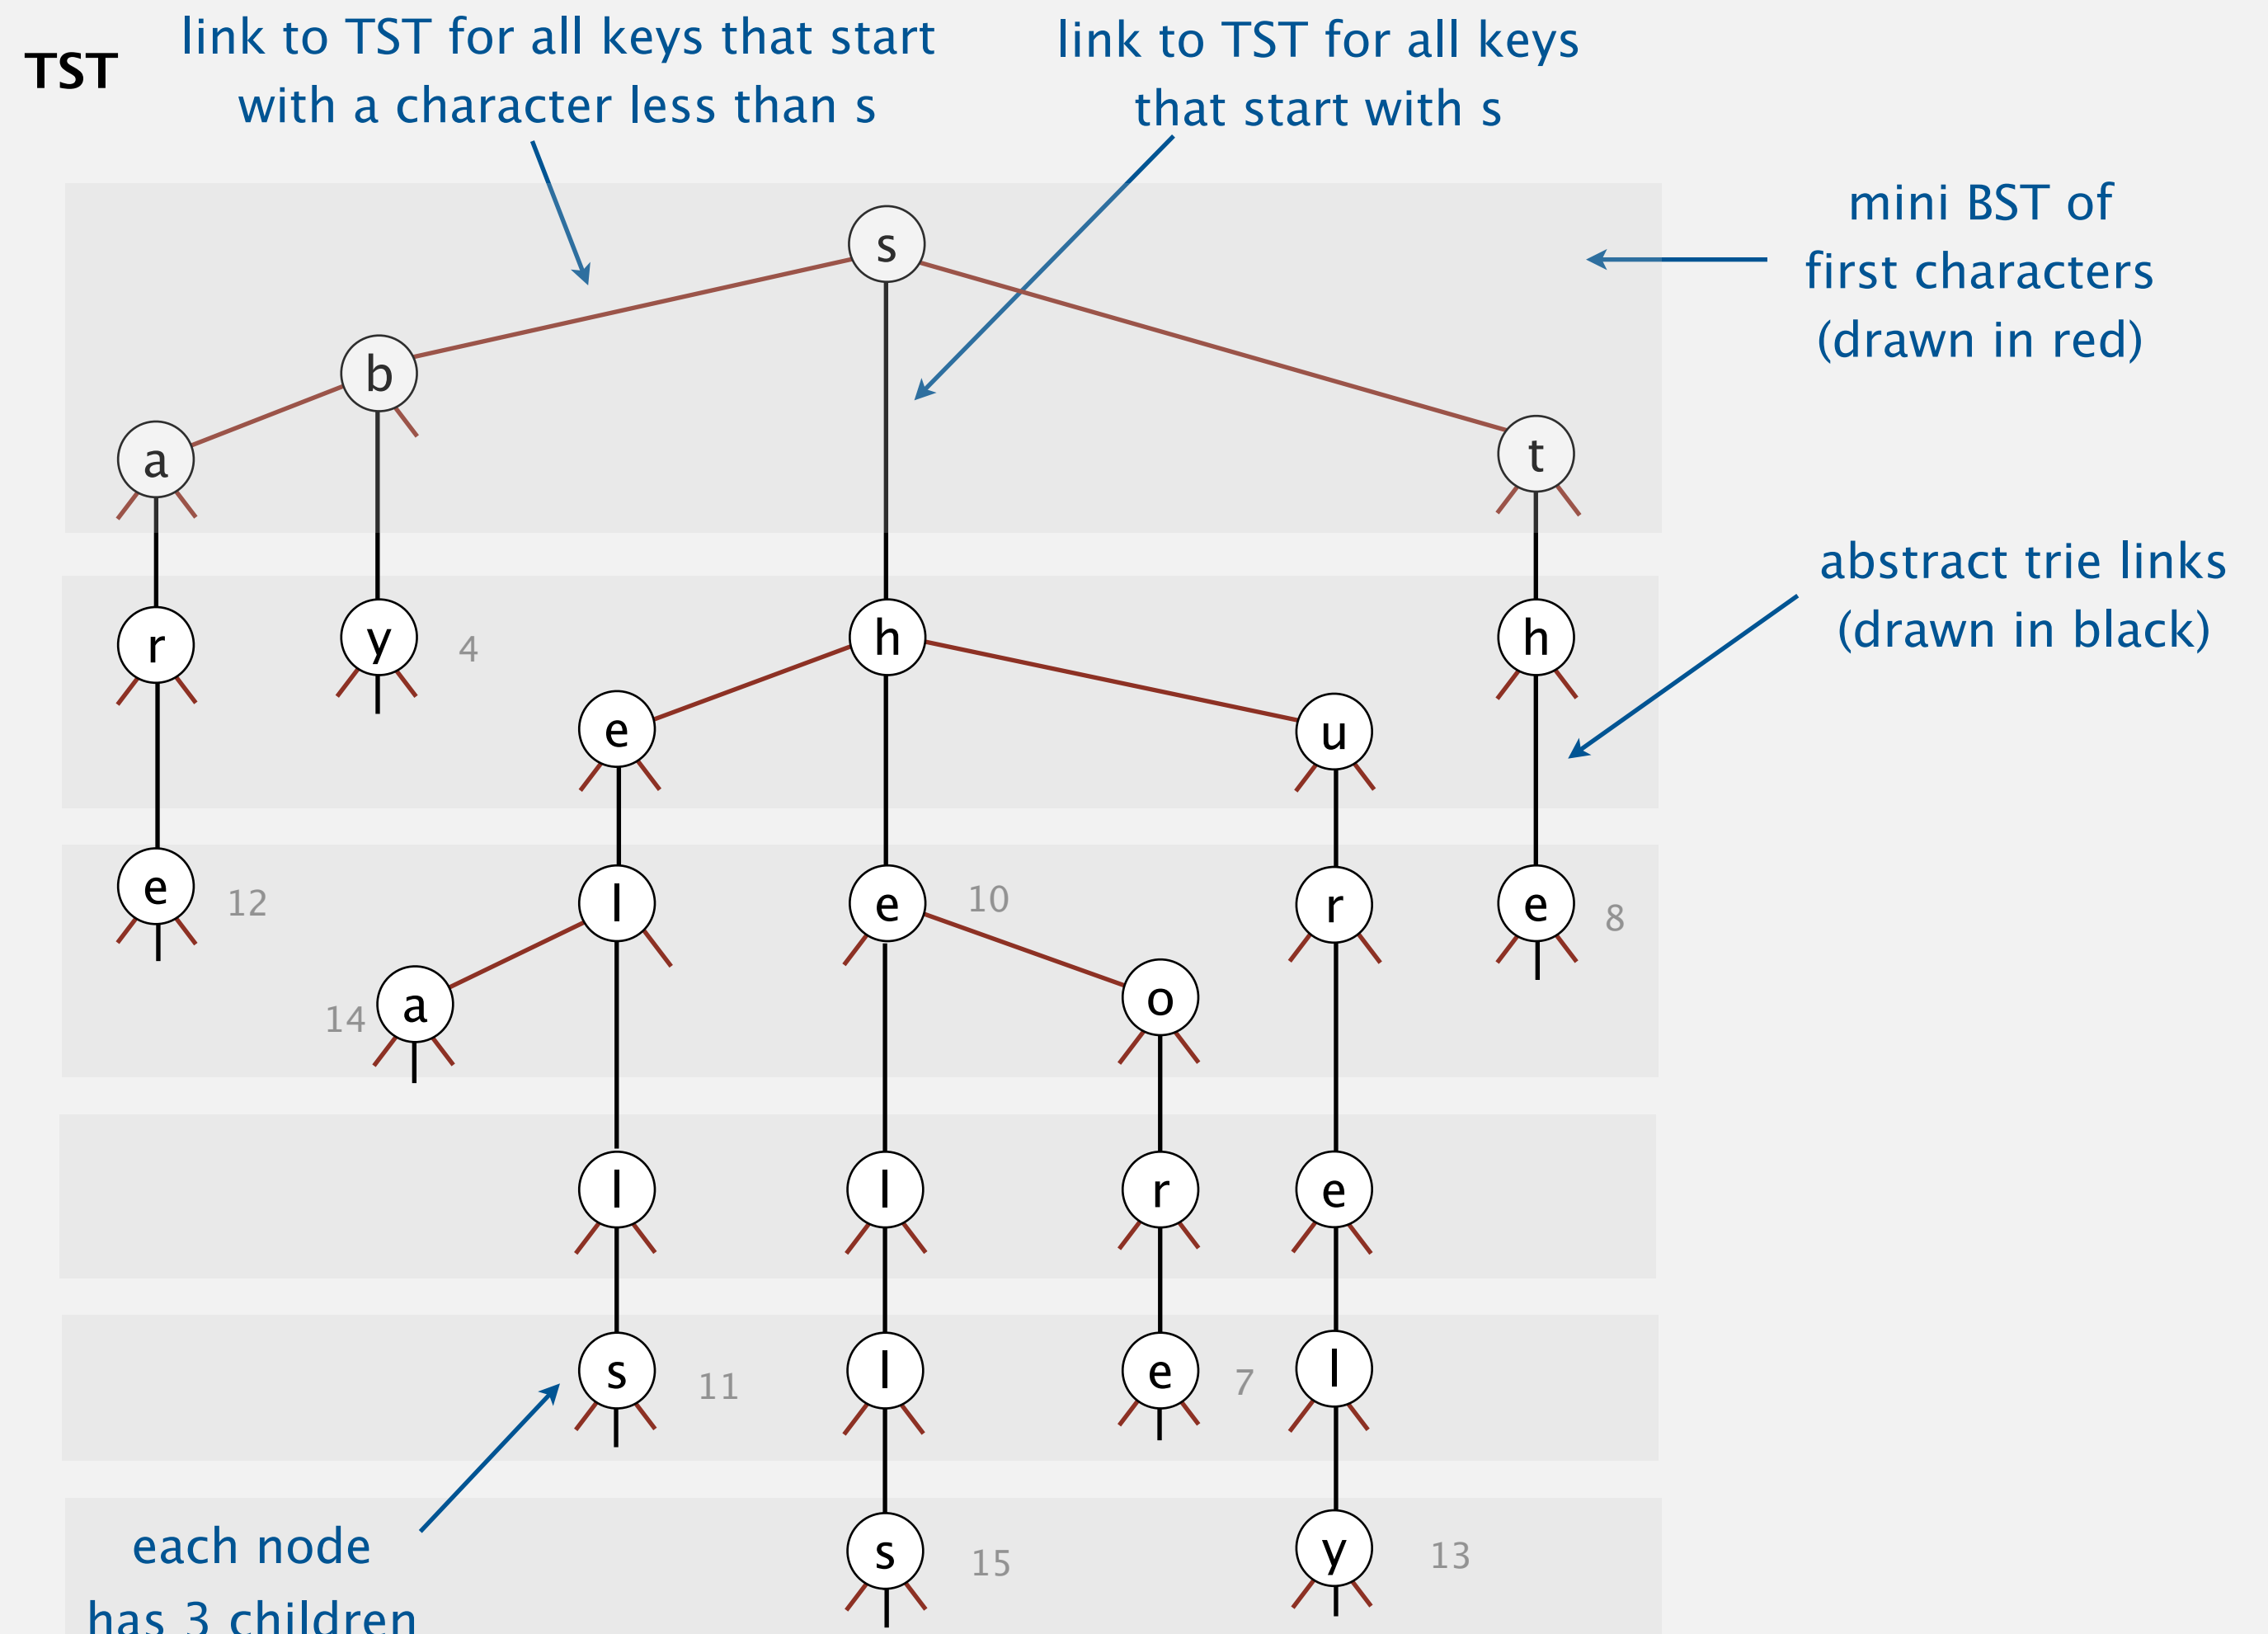 TST
link to TST for all keys that start
with a character less than s
link to TST for all keys
that start with s
mini BST of
first characters
(drawn in red)
s
b
a
t
abstract trie links
(drawn in black)
r
y 4
h
h
e
u
e 12
l
e 10
r
e 8
14 a
o
l
l
r
e
s 11
l
e 7
l
each node
has 3 children
s 15
y 13